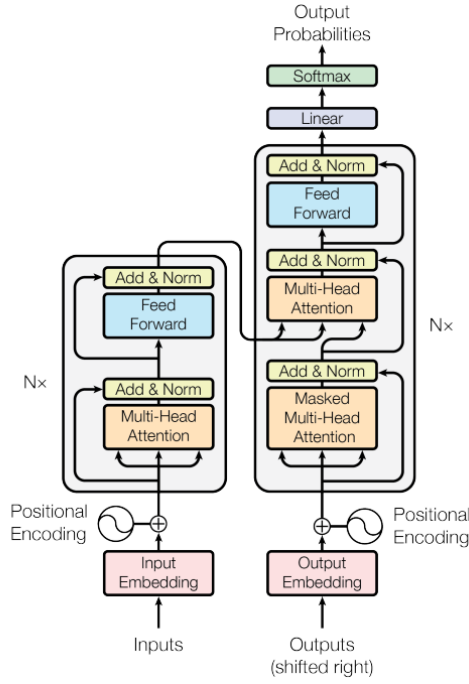 Output
Probabilities
Softmax
Linear
Add & Norm
Feed
Forward
Add & Norm
Multi-Head
Attention
Nx
Add & Norm
Masked
Multi-Head
Attention
Positional
Encoding
Output
Embedding
Outputs
(shifted right)
Add & Norm
Feed
Forward
Nx
Add & Norm
Multi-Head
Attention
Positional
Encoding
Input
Embedding
Inputs